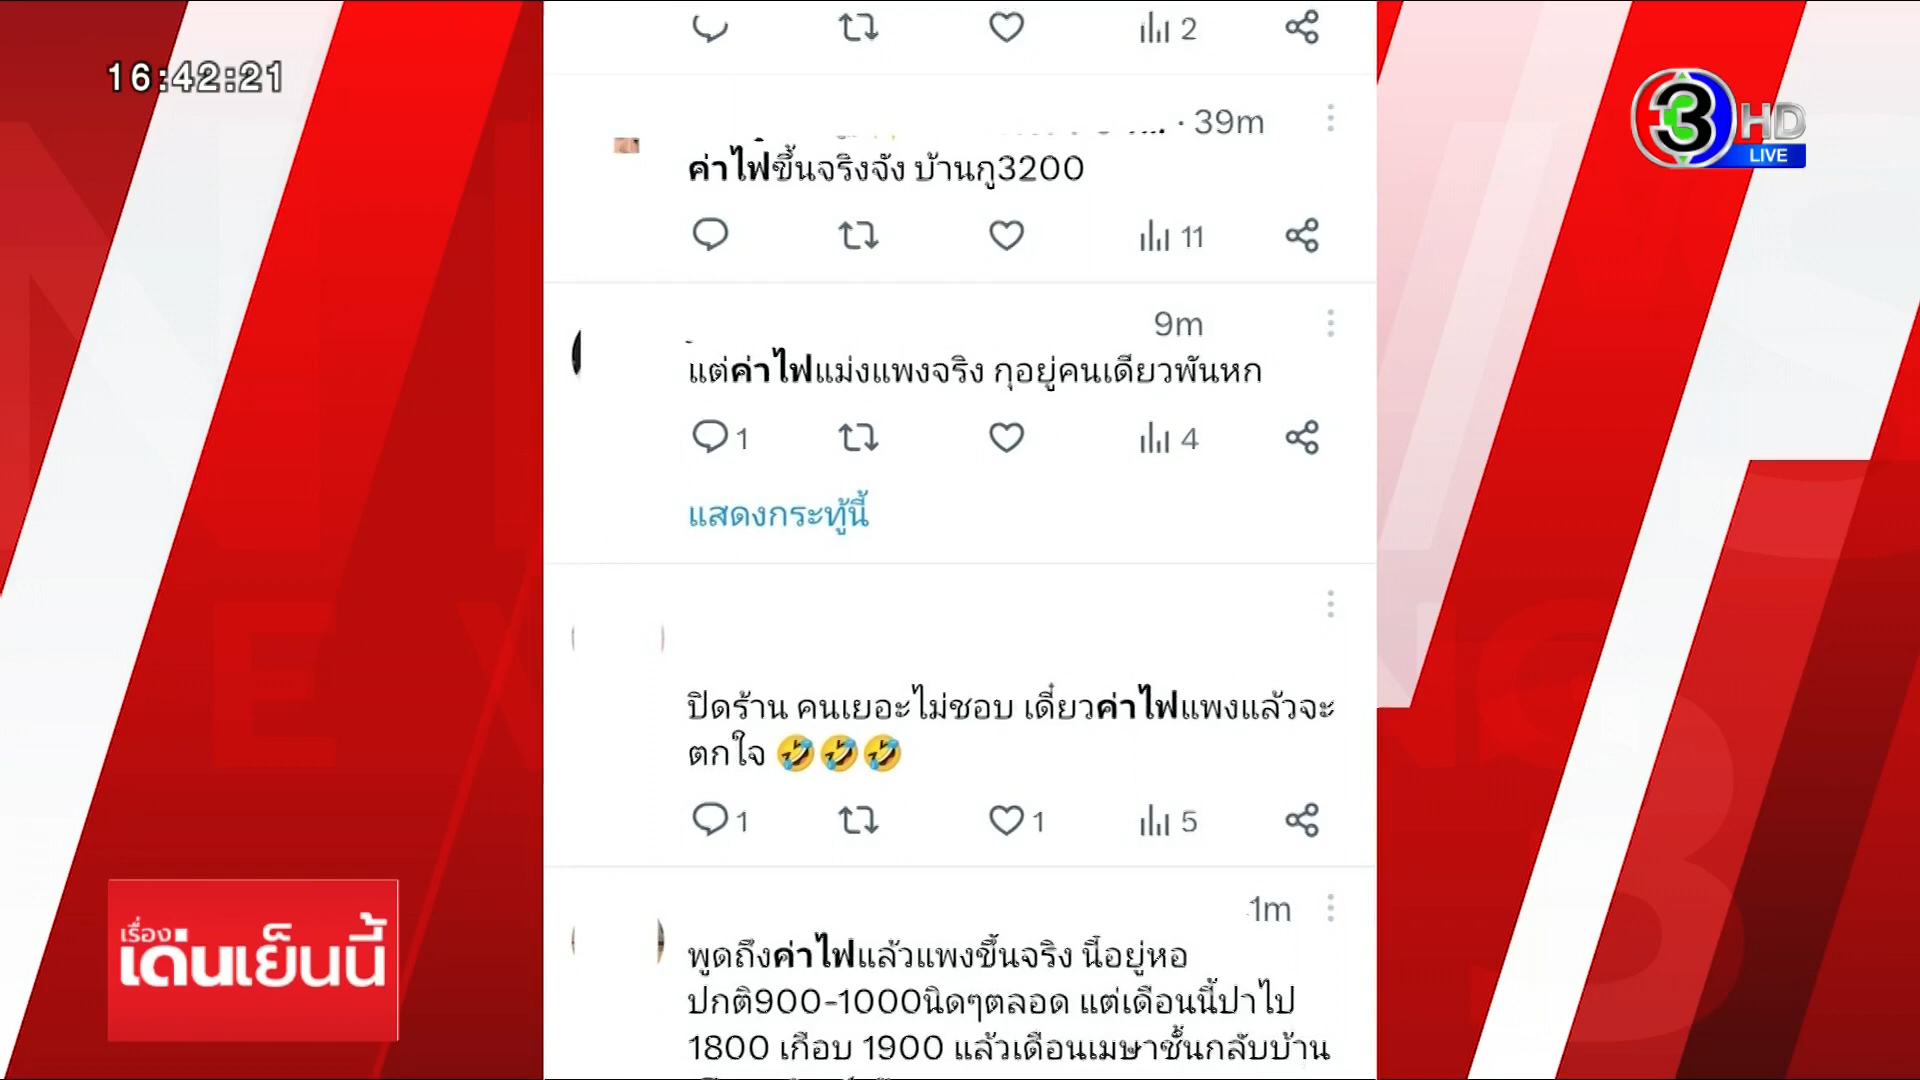 16:42:21
2
3 HD
LIVE
39m
ค่าไฟขึ้นจริงจัง บ้านกู3200
11
9m
แต่ค่าไฟแม่งแพงจริง กุอยู่คนเดียวพันหก
1 4
แสดงกระทู้นี้
ปิดร้าน คนเยอะไม่ชอบ เดี๋ยวค่าไฟแพงแล้วจะ
ตกใจ 🤣🤣🤣
1 1 5
1m
พูดถึงค่าไฟแล้วแพงขึ้นจริง นี้อยู่หอ
ปกติ900-1000นิดๆตลอด แต่เดือนนี้ปาไป
1800 เกือบ 1900 แล้วเดือนเมษาชั้นกลับบ้าน
เรื่อง
เด่นเย็นนี้